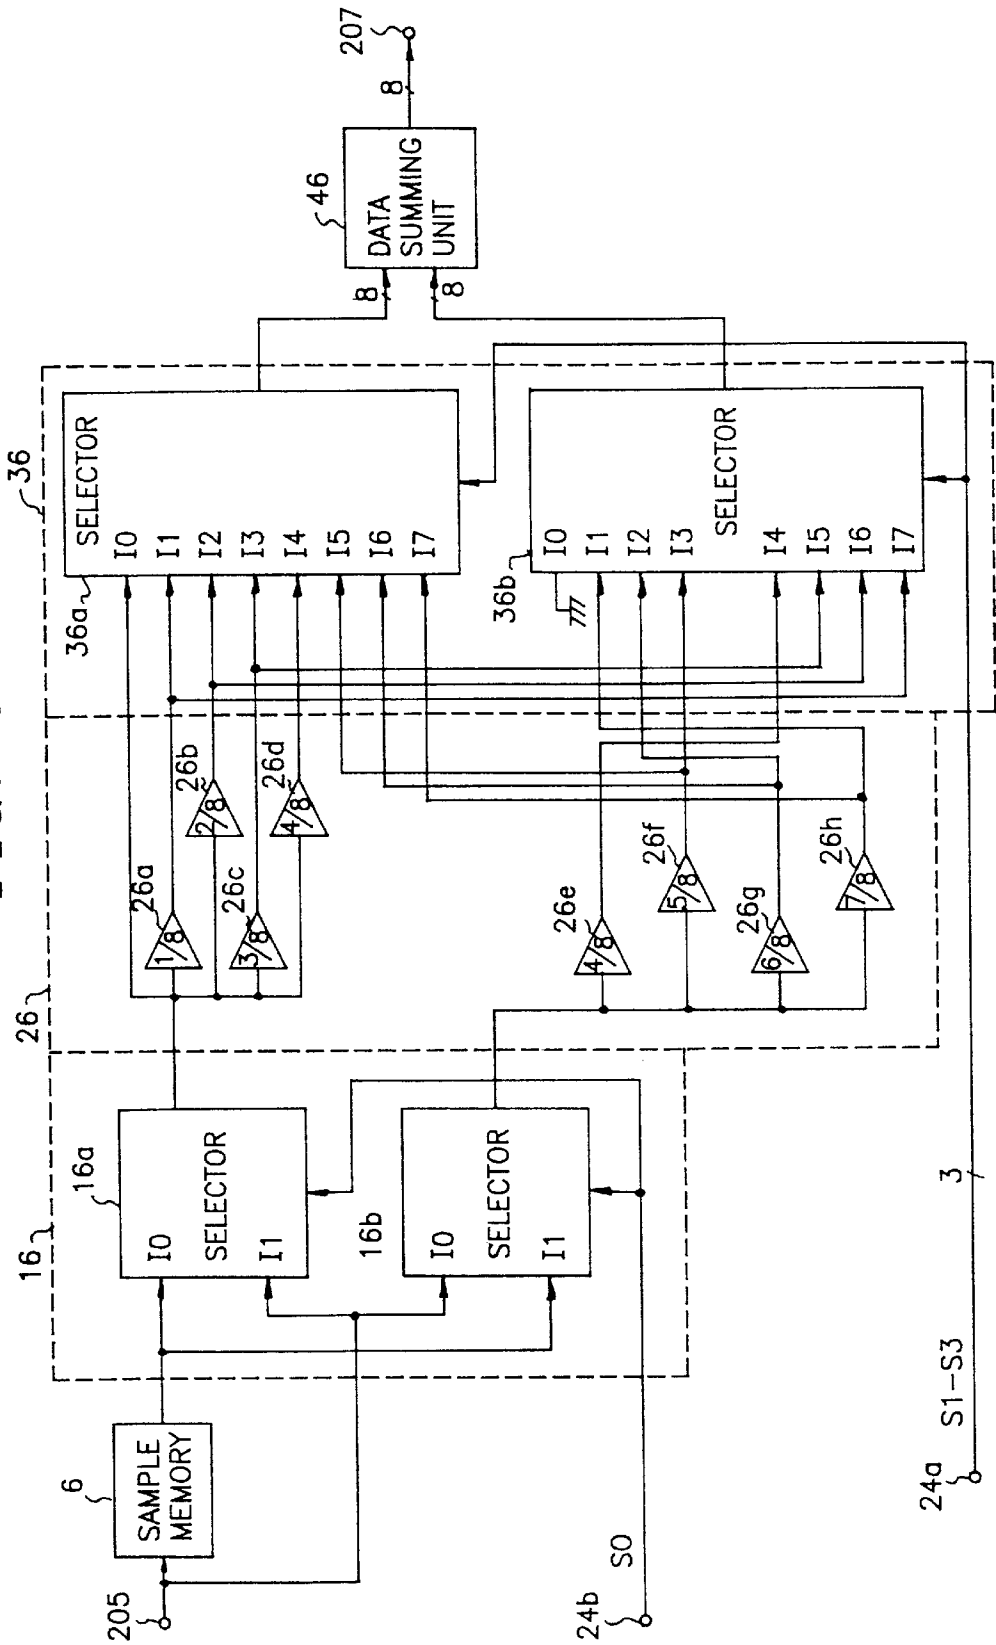 205
6
SAMPLE
MEMORY
16
16a
I0
SELECTOR
I1
16b
I0
SELECTOR
I1
24b
S0
24a
S1-S3
3
26
26a
1/8
26b
2/8
26c
3/8
26d
4/8
26e
4/8
26f
5/8
26g
6/8
26h
7/8
36
36a
SELECTOR
I0
I1
I2
I3
I4
I5
I6
I7
36b
SELECTOR
I0
I1
I2
I3
I4
I5
I6
I7
8
8
46
DATA
SUMMING
UNIT
8
207